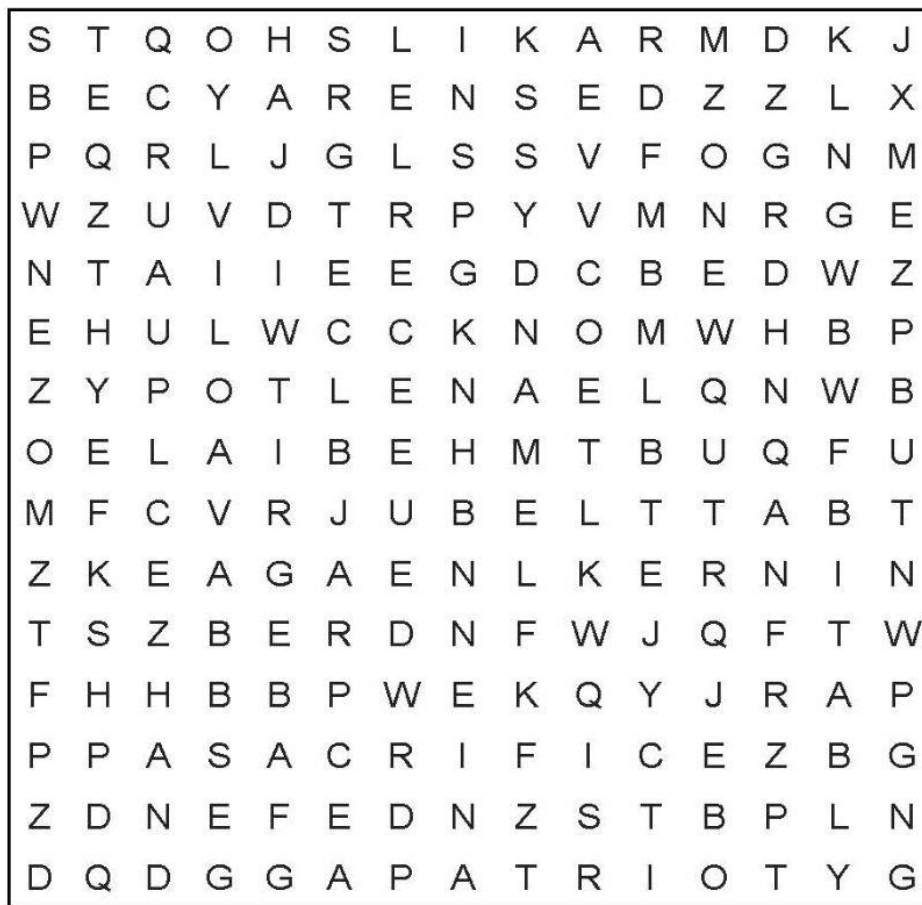 S T Q O H S L I K A R M D K J
B E C Y A R E N S E D Z Z L X
P Q R L J G L S S V F O G N M
W Z U V D T R P Y V M N R G E
N T A I I E E G D C B E D W Z
E H U L W C C K N O M W H B P
Z Y P O T L E N A E L Q N W B
O E L A I B E H M T B U Q F U
M F C V R J U B E L T T A B T
Z K E A G A E N L K E R N I N
T S Z B E R D N F W J Q F T W
F H H B B P W E K Q Y J R A P
P P A S A C R I F I C E Z B G
Z D N E F E D N Z S T B P L N
D Q D G G A P A T R I O T Y G